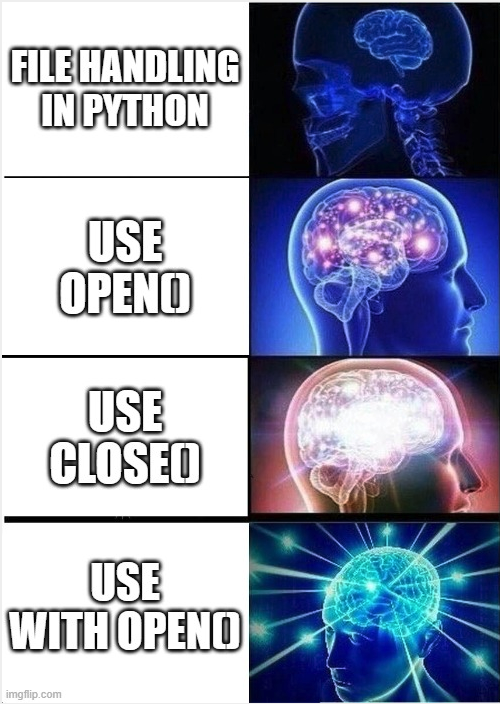 FILE HANDLING
IN PYTHON
USE
OPEN()
USE
CLOSE()
USE
WITH OPEN()
imgflip.com